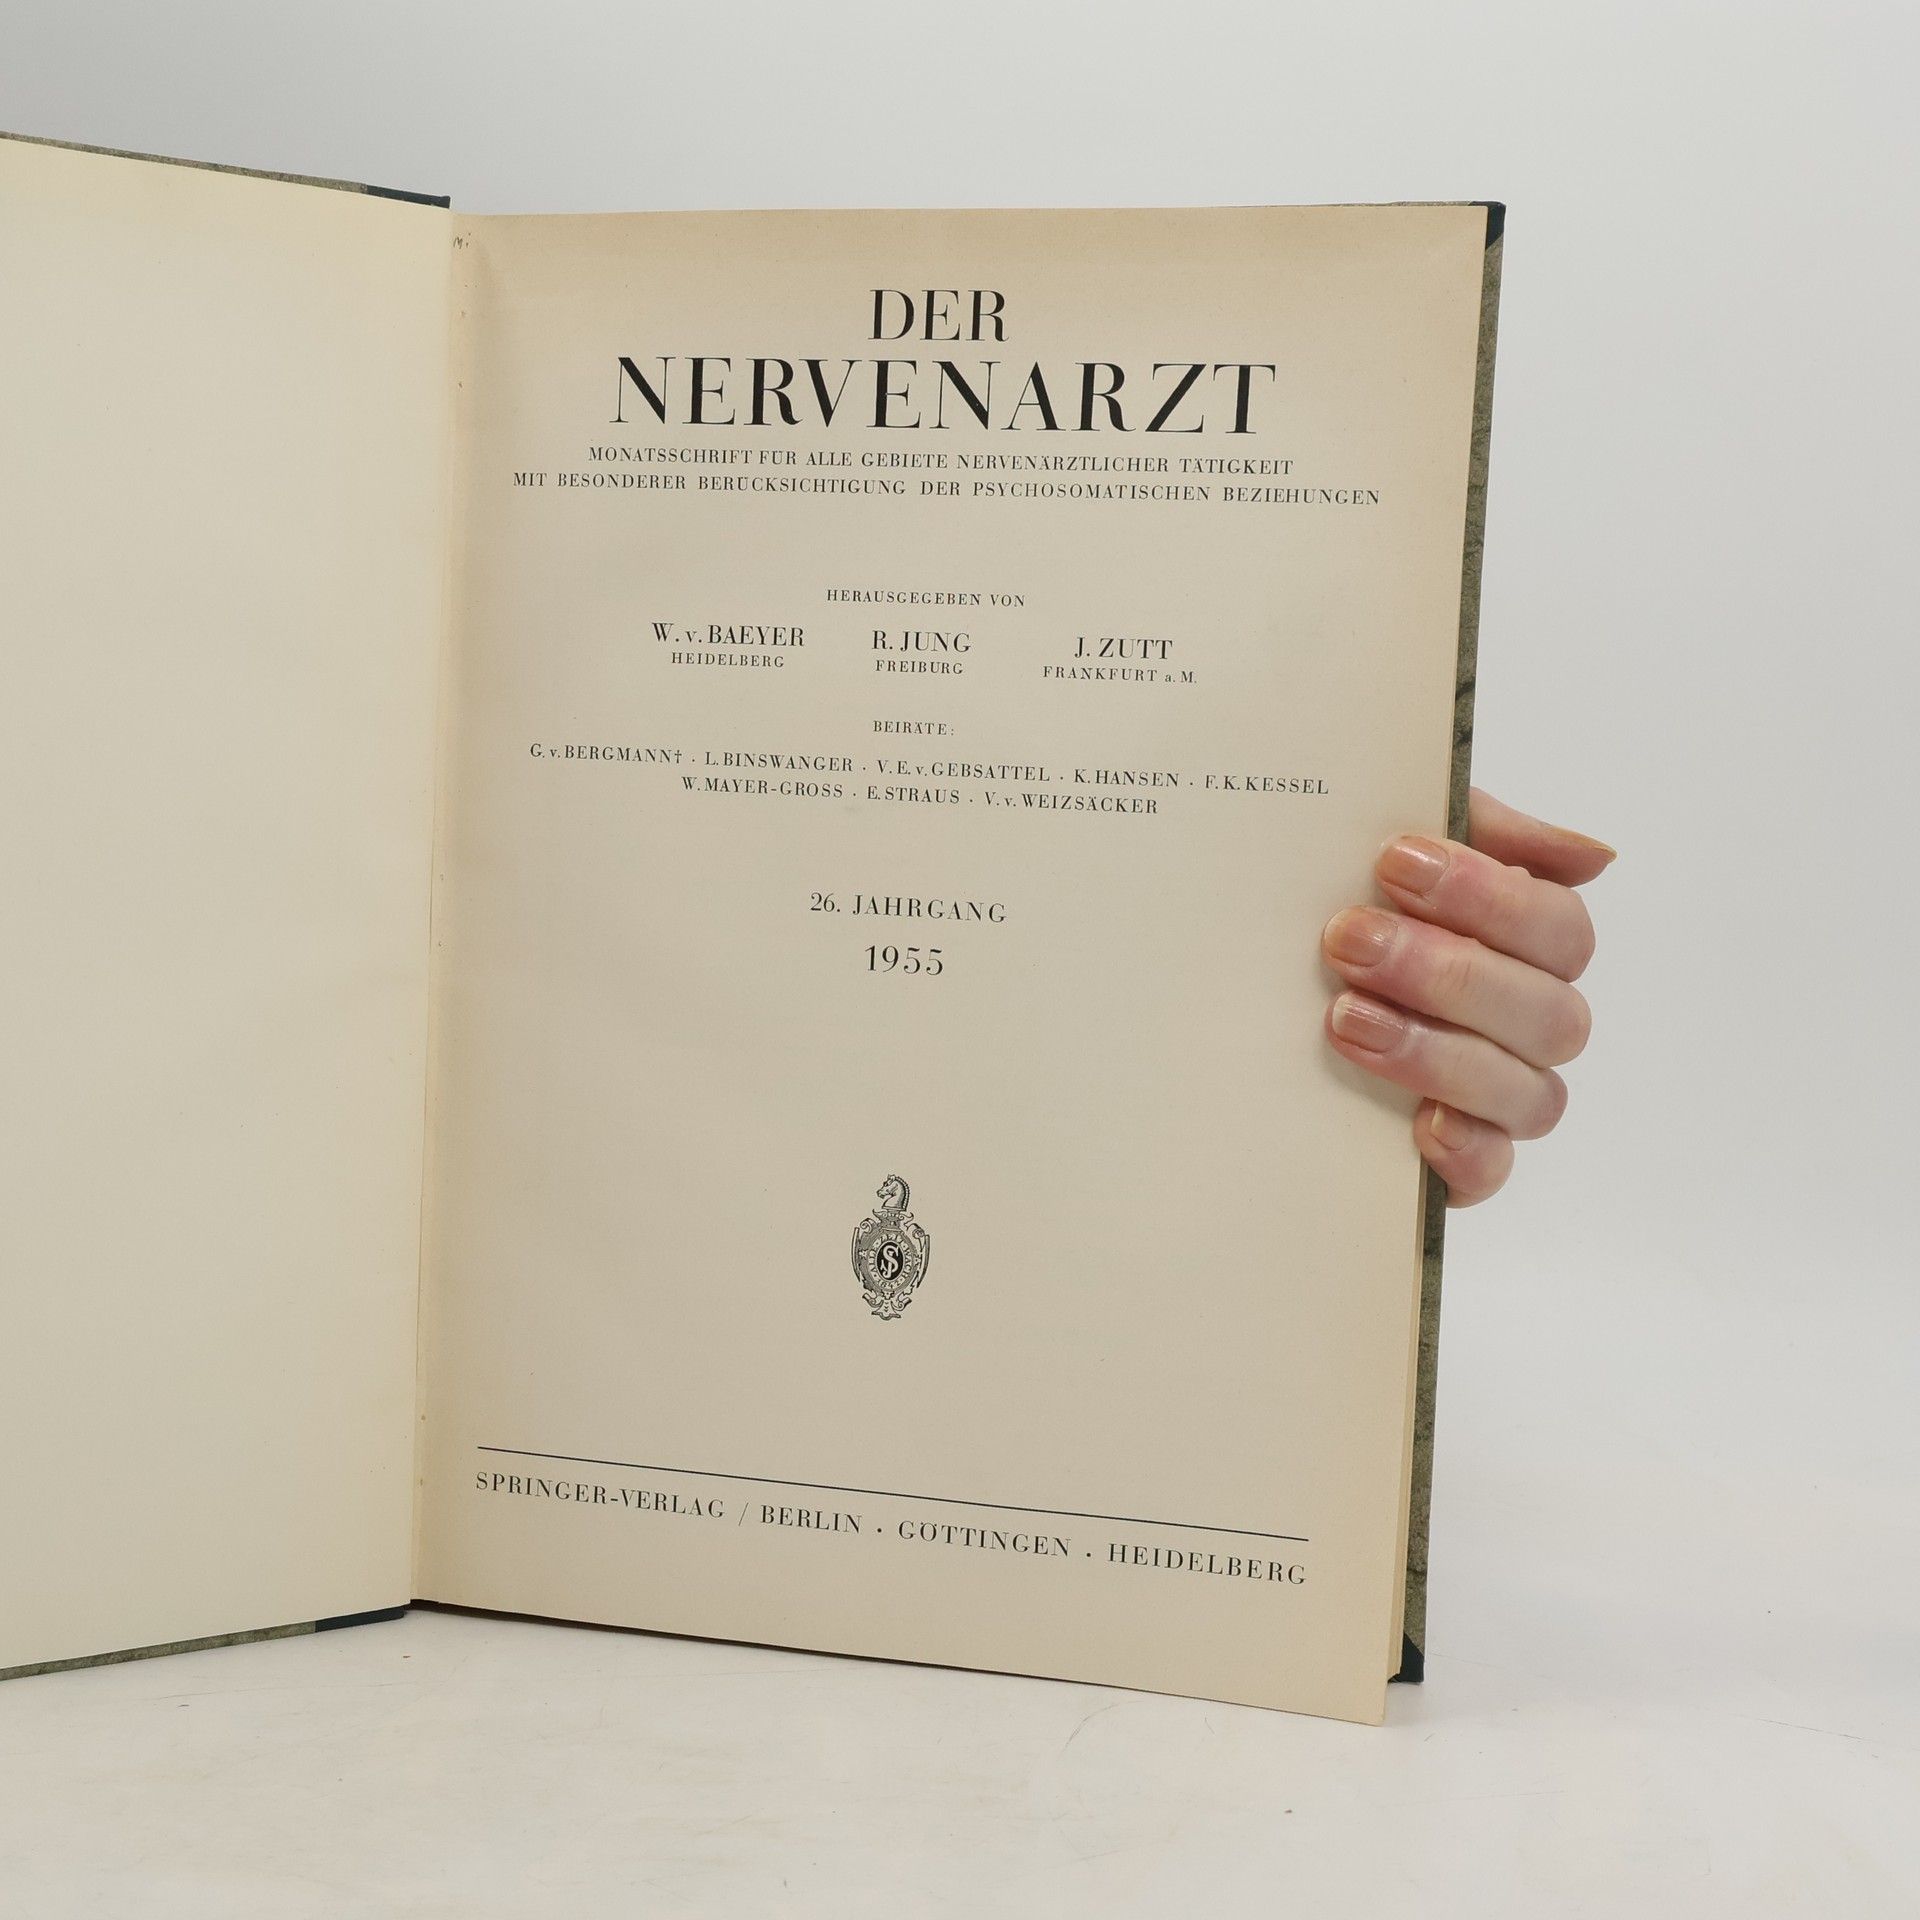 DER
NERVENARZT
MONATSSCHRIFT FÜR ALLE GEBIETE NERVENÄRZTLICHER TÄTIGKEIT
MIT BESONDERER BERÜCKSICHTIGUNG DER PSYCHOSOMATISCHEN BEZIEHUNGEN
HERAUSGEGEBEN VON
W. v. BAEYER R. JUNG J. ZUTT
HEIDELBERG FREIBURG FRANKFURT a. M.
BEIRÄTE:
G. v. BERGMANN† · L. BINSWANGER · V. E. v. GEBSATTEL · K. HANSEN · F. K. KESSEL
W. MAYER-GROSS · E. STRAUS · V. v. WEIZSÄCKER
26. JAHRGANG
1955
SPRINGER-VERLAG / BERLIN · GÖTTINGEN · HEIDELBERG